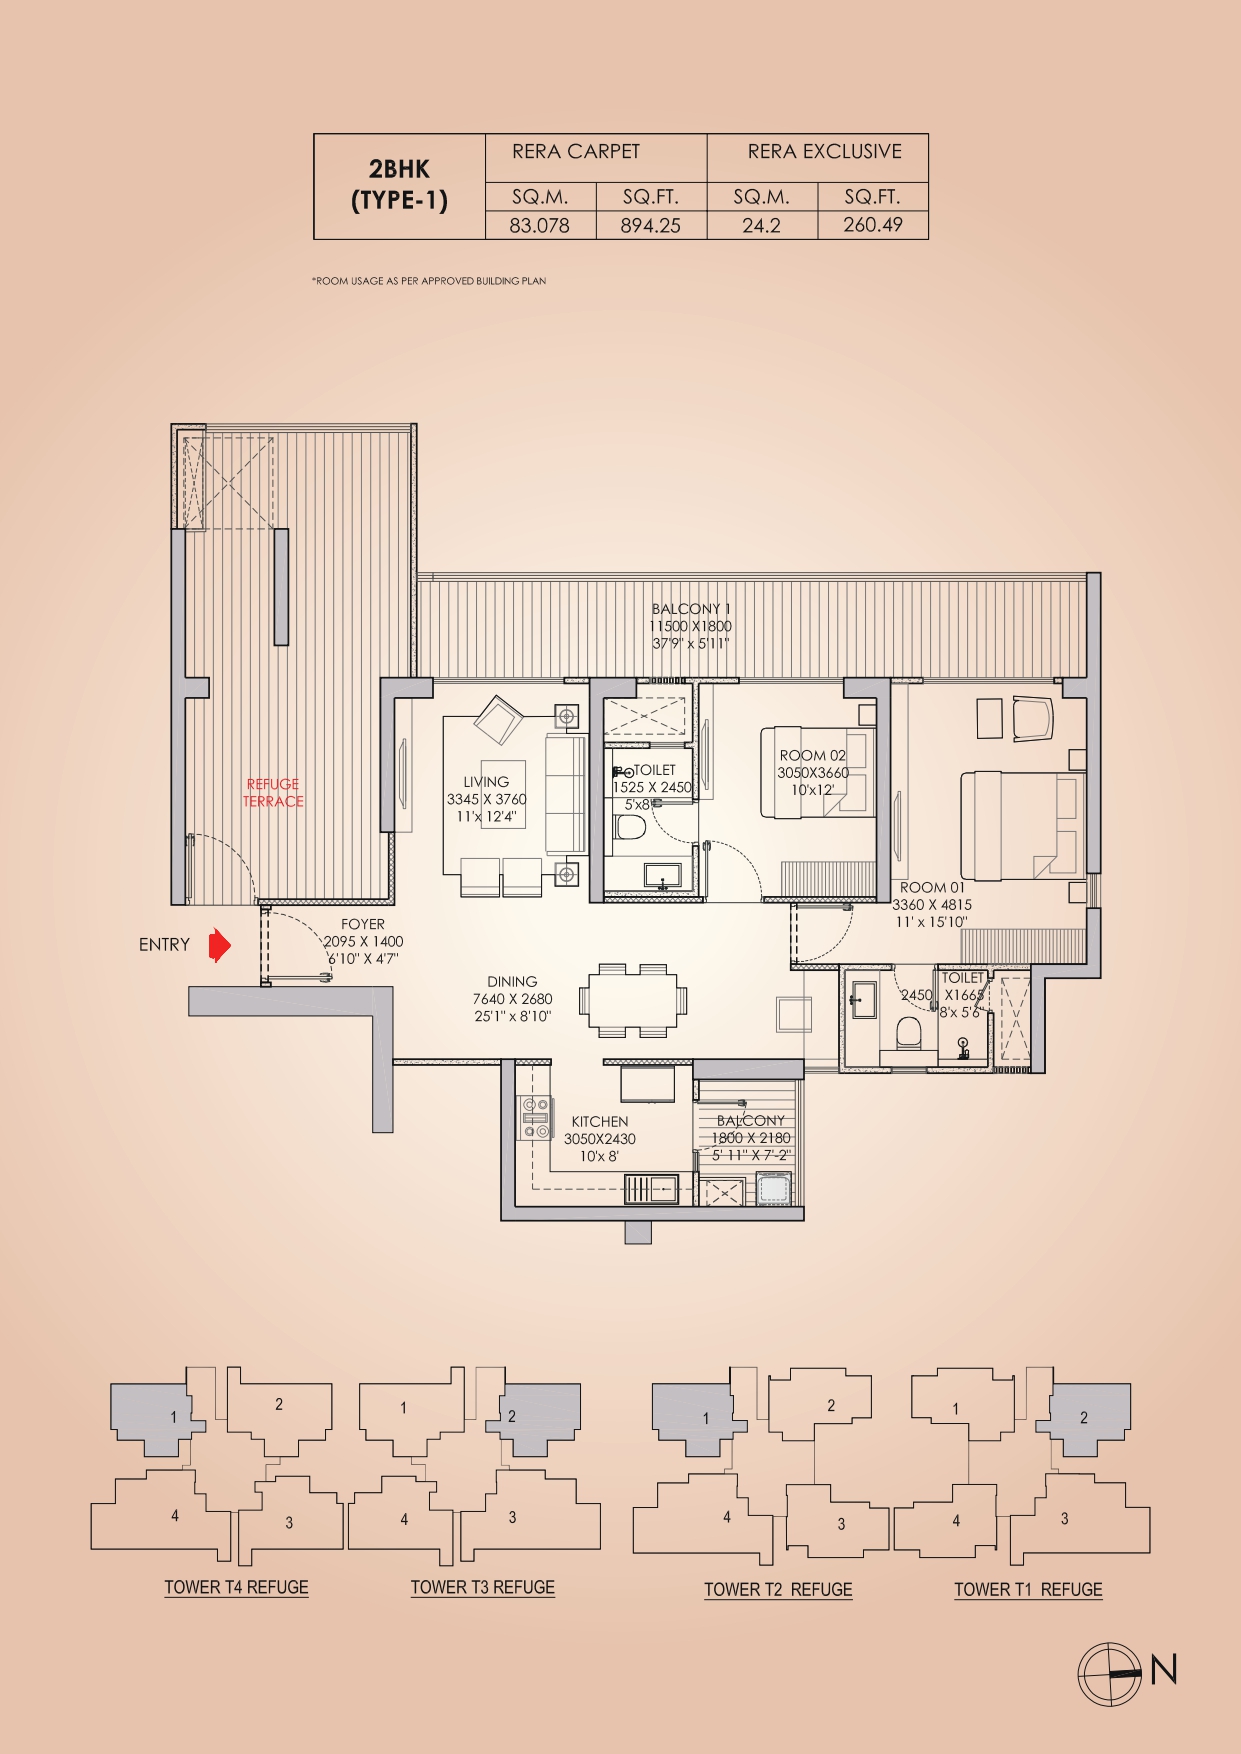 2BHK
(TYPE-1)
RERA CARPET
RERA EXCLUSIVE
SQ.M.
SQ.FT.
SQ.M.
SQ.FT.
83.078
894.25
24.2
260.49
*ROOM USAGE AS PER APPROVED BUILDING PLAN
BALCONY 1
11500 X1800
37'9" x 5'11"
REFUGE
TERRACE
LIVING
3345 X 3760
11'x 12'4"
TOILET
1525 X 2450
5'x8'
ROOM 02
3050X3660
10'x12'
ROOM 01
3360 X 4815
11' x 15'10"
ENTRY
FOYER
2095 X 1400
6'10" X 4'7"
DINING
7640 X 2680
25'1" x 8'10"
TOILET
2450 X1665
8'x 5'6"
KITCHEN
3050X2430
10'x 8'
BALCONY
1800 X 2180
5' 11" X 7'-2"
1
2
4
3
TOWER T4 REFUGE
1
2
4
3
TOWER T3 REFUGE
1
2
4
3
TOWER T2 REFUGE
1
2
4
3
TOWER T1 REFUGE
N